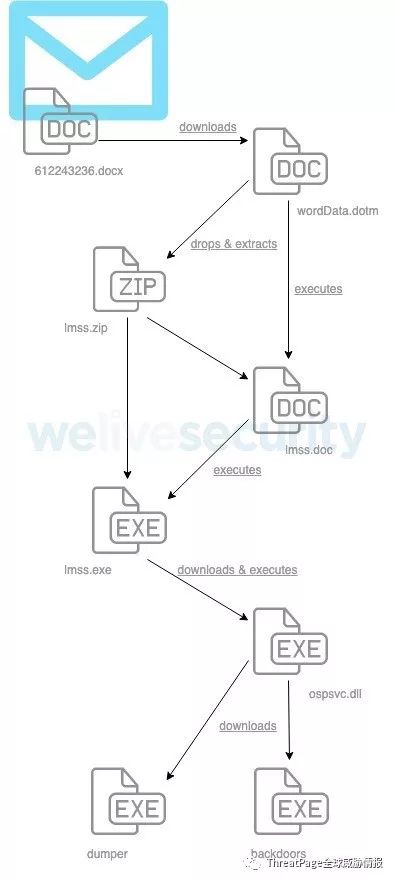 DOC
downloads
612243236.docx
DOC
wordData.dotm
drops & extracts
ZIP
executes
lmss.zip
DOC
welivesecurity
lmss.doc
executes
EXE
lmss.exe
downloads & executes
EXE
ospsvc.dll
downloads
EXE
EXE
dumper
backdoors
ThreatPage全球威胁情报